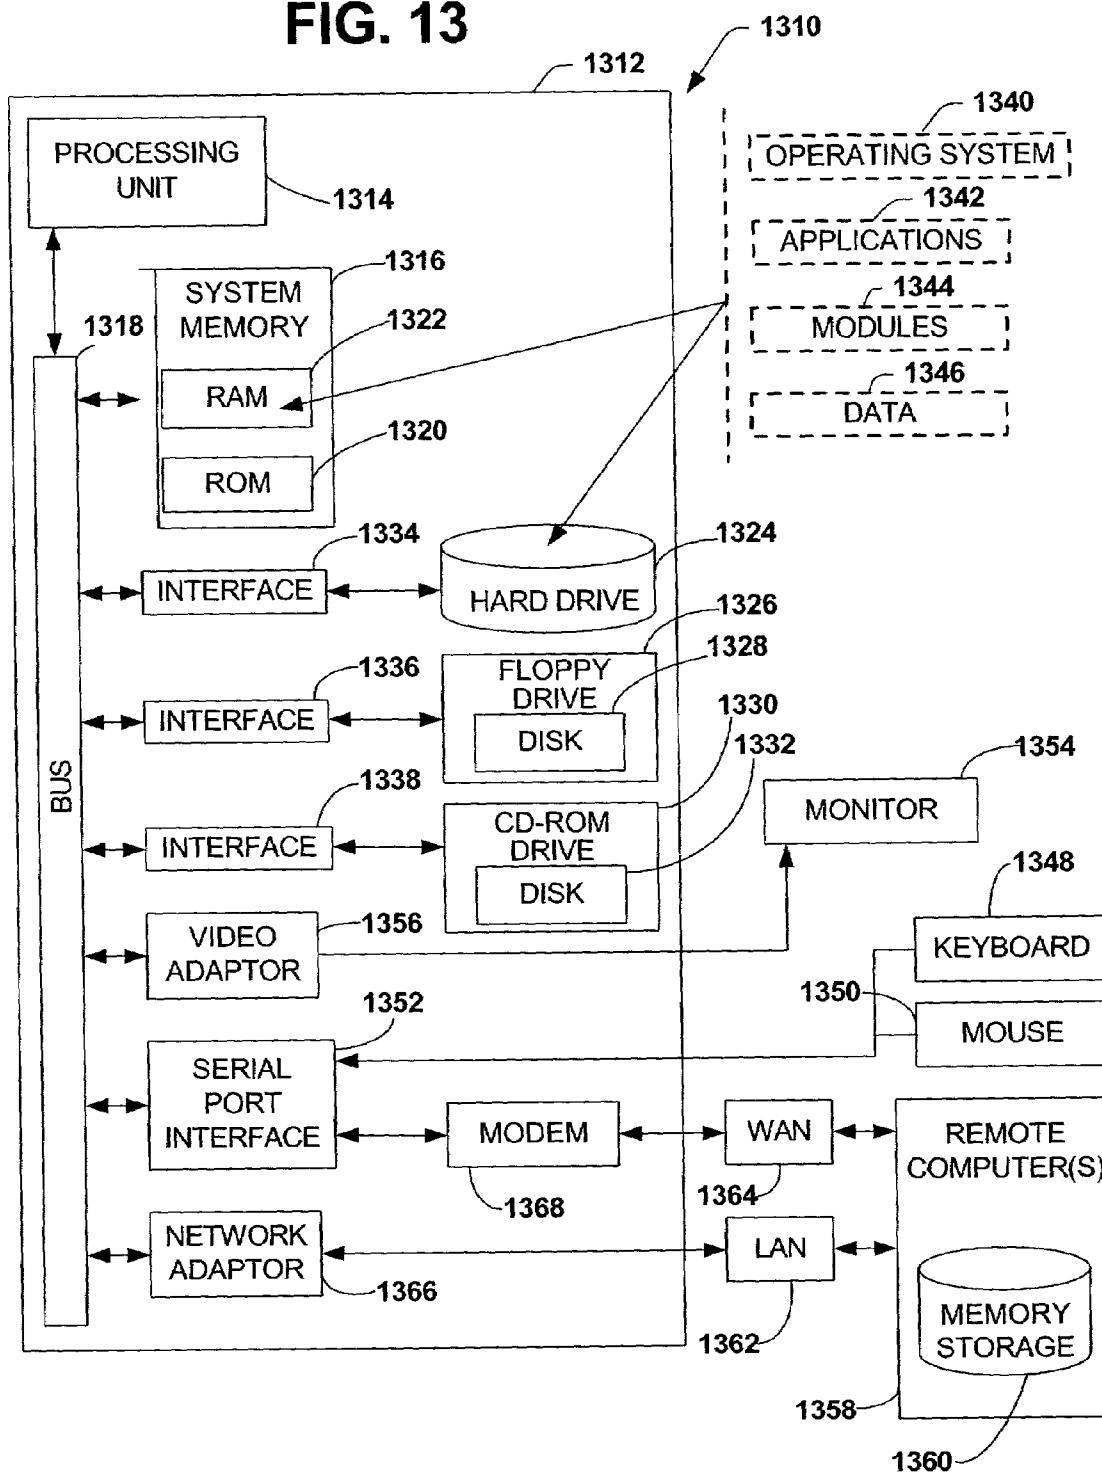 FIG. 13
1310
1312
1340
PROCESSING
UNIT
OPERATING SYSTEM
1314
1342
APPLICATIONS
1316
SYSTEM
MEMORY
1344
1322
1318
MODULES
1346
RAM
DATA
1320
ROM
1334
1324
INTERFACE
HARD DRIVE
1326
1328
1336
FLOPPY
DRIVE
1330
INTERFACE
DISK
1332
1354
BUS
1338
MONITOR
CD-ROM
DRIVE
INTERFACE
1348
DISK
1356
VIDEO
ADAPTOR
KEYBOARD
1350
1352
MOUSE
SERIAL
PORT
INTERFACE
MODEM
WAN
REMOTE
COMPUTER(S)
1364
1368
NETWORK
ADAPTOR
LAN
1366
MEMORY
STORAGE
1362
1358
1360